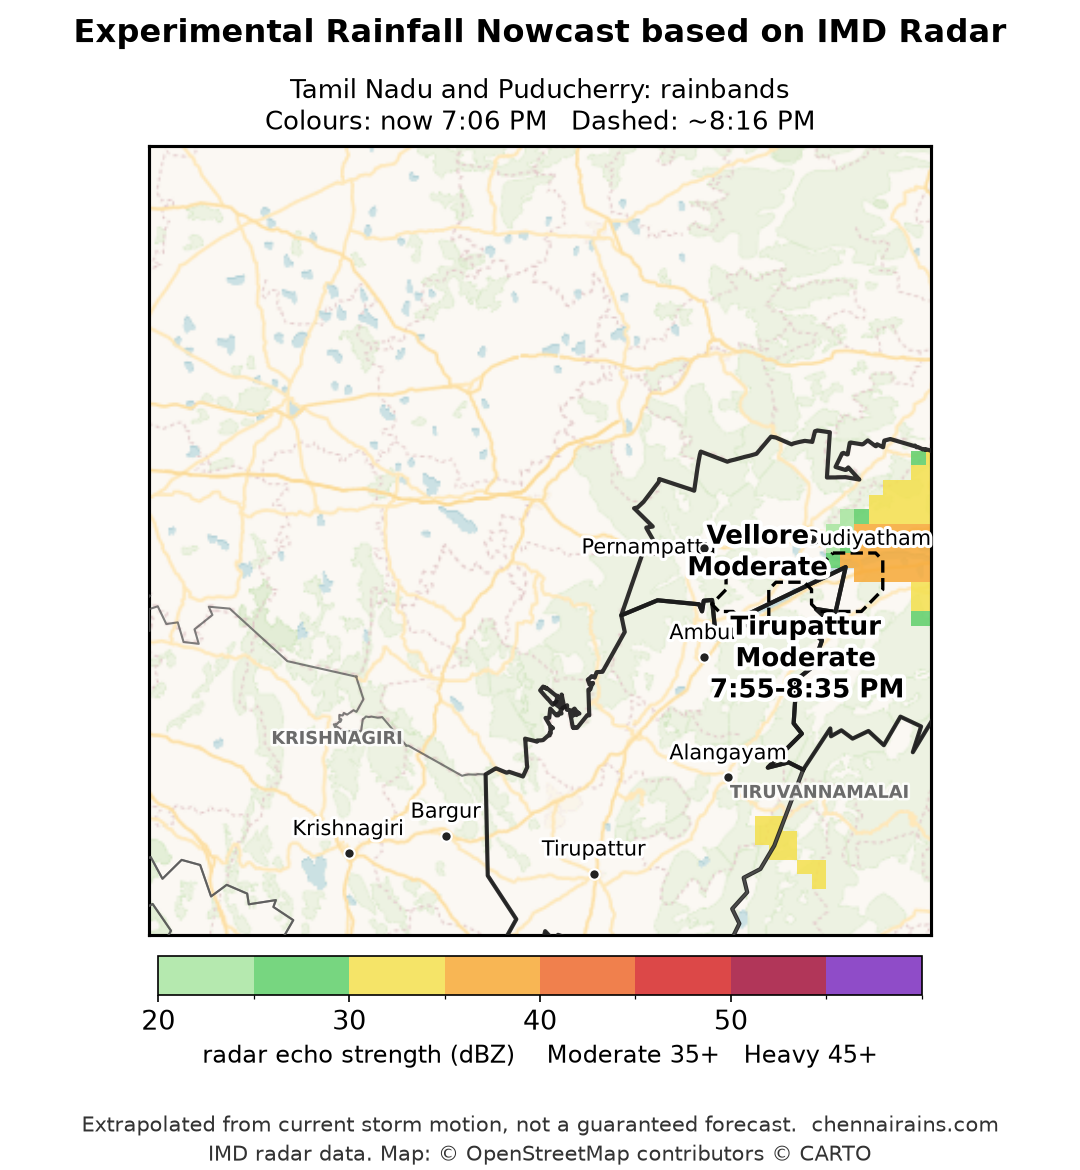 Experimental Rainfall Nowcast based on IMD Radar
Tamil Nadu and Puducherry: rainbands
Colours: now 7:06 PM   Dashed: ~8:16 PM
Vellore
Moderate
Tirupattur
Moderate
7:55-8:35 PM
Alangayam
KRISHNAGIRI
TIRUVANNAMALAI
Bargur
Krishnagiri
Tirupattur
20 30 40 50
radar echo strength (dBZ)   Moderate 35+   Heavy 45+
Extrapolated from current storm motion, not a guaranteed forecast.  chennairains.com
IMD radar data. Map: © OpenStreetMap contributors © CARTO